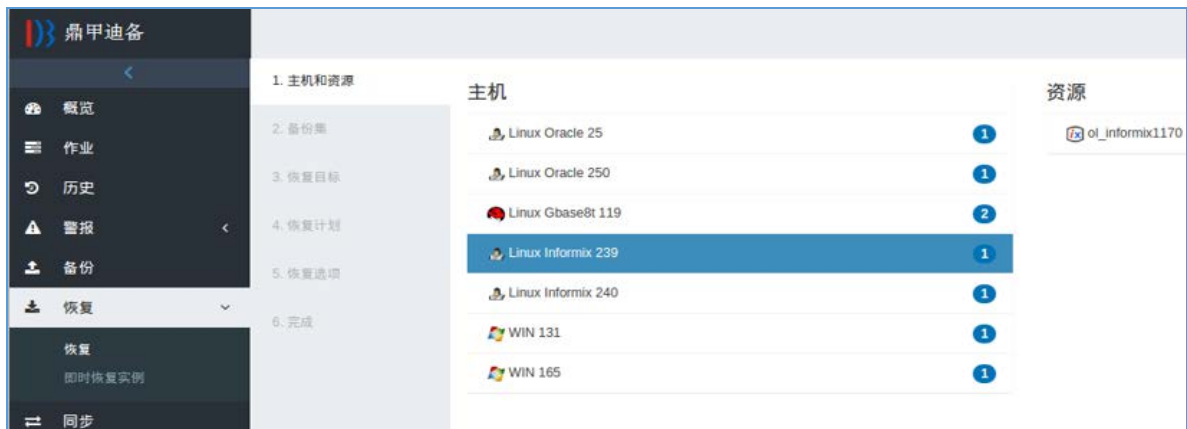 鼎甲迪备
概览
作业
历史
警报
备份
恢复
恢复
即时恢复实例
同步
1. 主机和资源
2. 备份集
3. 恢复目标
4. 恢复计划
5. 恢复选项
6. 完成
主机
Linux Oracle 25 1
Linux Oracle 250 1
Linux Gbase8t 119 2
Linux Informix 239 1
Linux Informix 240 1
WIN 131 1
WIN 165 1
资源
ol_informix1170